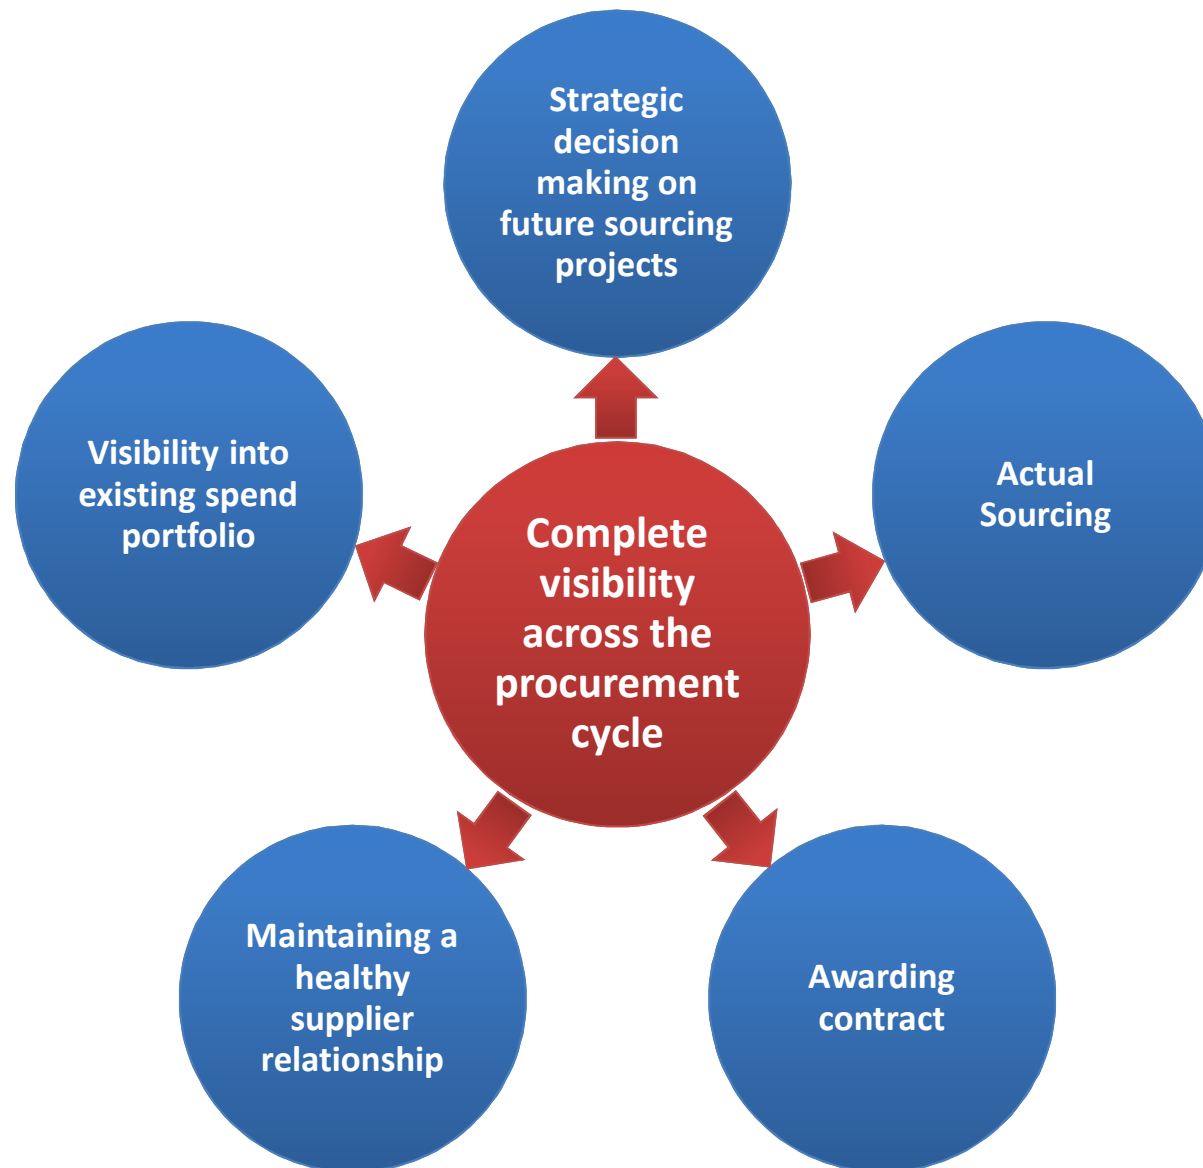 Strategic
decision
making on
future sourcing
projects
Visibility into
existing spend
portfolio
Actual
Sourcing
Complete
visibility
across the
procurement
cycle
Maintaining a
healthy
supplier
relationship
Awarding
contract